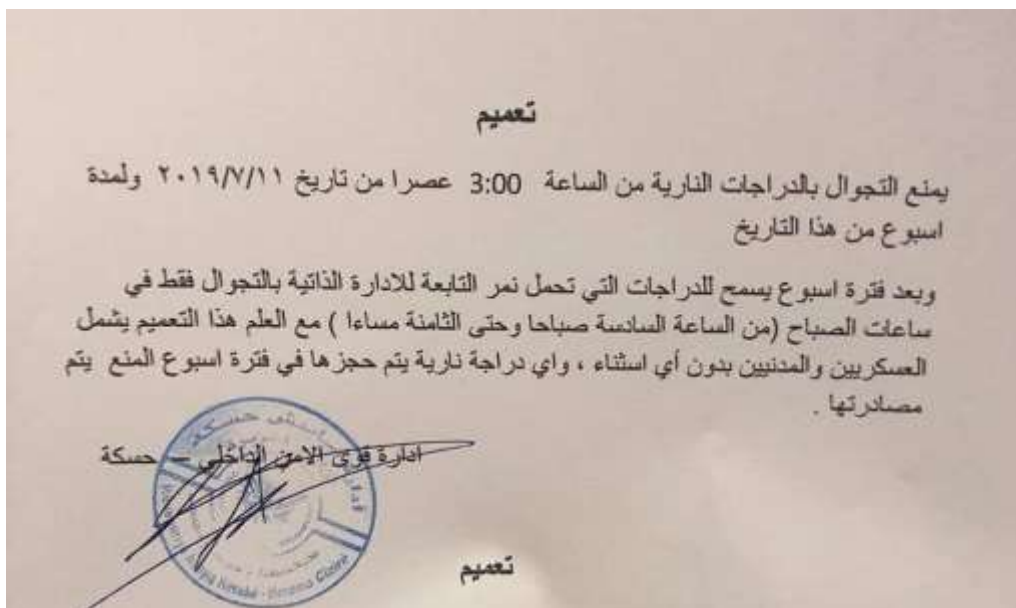 تعميم
يمنع التجوال بالدراجات النارية من الساعة 3:00 عصرا من تاريخ ٢٠١٩/٧/١١ ولمدة
اسبوع من هذا التاريخ
وبعد فترة اسبوع يسمح للدراجات التي تحمل نمر التابعة للادارة الذاتية بالتجوال فقط في
ساعات الصباح (من الساعة السادسة صباحا وحتى الثامنة مساءا ) مع العلم هذا التعميم يشمل
العسكريين والمدنيين بدون أي استثناء ، واي دراجة نارية يتم حجزها في فترة اسبوع المنع يتم
مصادرتها .
ادارة قوى الامن الداخلي – حسكة
تعميم